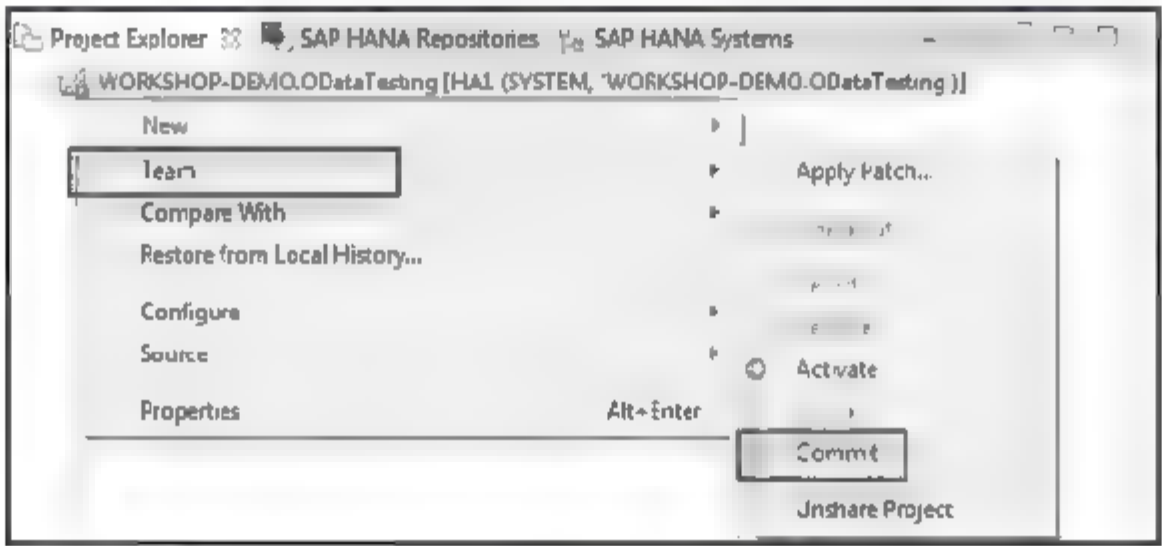 Project Explorer SAP HANA Repositories SAP HANA Systems
WORKSHOP-DEMO.ODataTesting [HA1 (SYSTEM, 'WORKSHOP-DEMO.ODataTesting )]
New
Team
Apply Patch...
Compare With
Restore from Local History...
Configure
Source
Activate
Properties Alt+Enter
Commit
Unshare Project